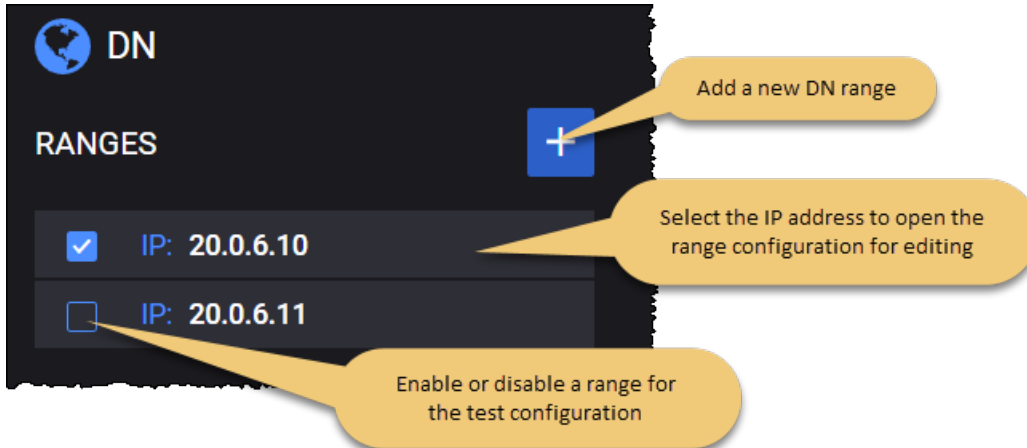 DN
Add a new DN range
RANGES
Select the IP address to open the
range configuration for editing
IP: 20.0.6.10
IP: 20.0.6.11
Enable or disable a range for
the test configuration